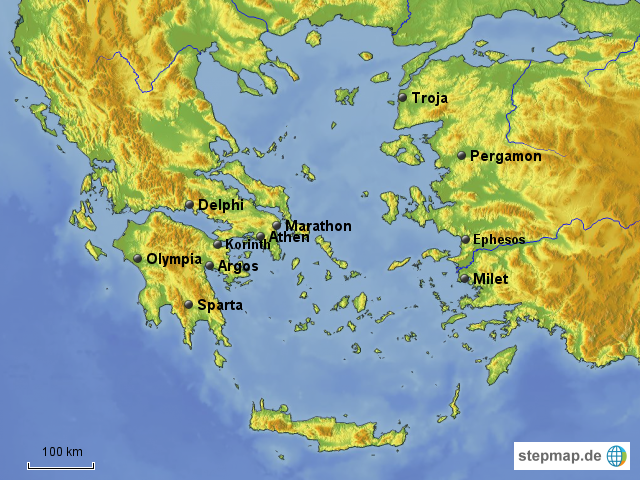 Troja
Pergamon
Delphi
Marathon
Athen
Korinth
Ephesos
Olympia
Argos
Milet
Sparta
100 km
stepmap.de